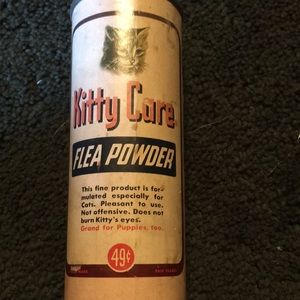 Kitty Care
FLEA POWDER
This fine product is for-
mulated especially for
Cats. Pleasant to use.
Not offensive. Does not
burn Kitty's eyes.
Grand for Puppies, too.
49¢